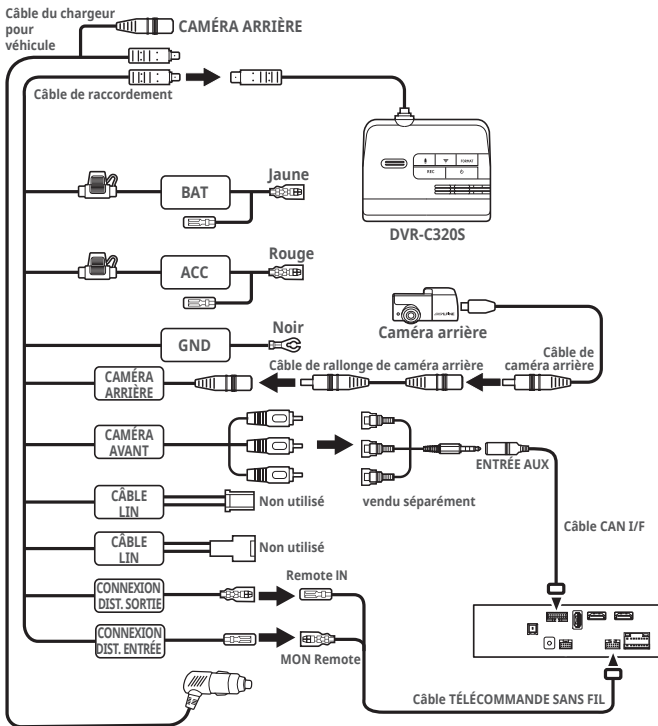 Câble du chargeur
pour
véhicule
CAMÉRA ARRIÈRE
Câble de raccordement
FORMAT
REC
DVR-C320S
BAT
Jaune
ACC
Rouge
GND
Noir
Caméra arrière
CAMÉRA
ARRIÈRE
Câble de rallonge de caméra arrière
Câble de
caméra arrière
CAMÉRA
AVANT
vendu séparément
ENTRÉE AUX
CÂBLE
LIN
Non utilisé
Câble CAN I/F
CÂBLE
LIN
Non utilisé
CONNEXION
DIST. SORTIE
Remote IN
CONNEXION
DIST. ENTRÉE
MON Remote
Câble TÉLÉCOMMANDE SANS FIL